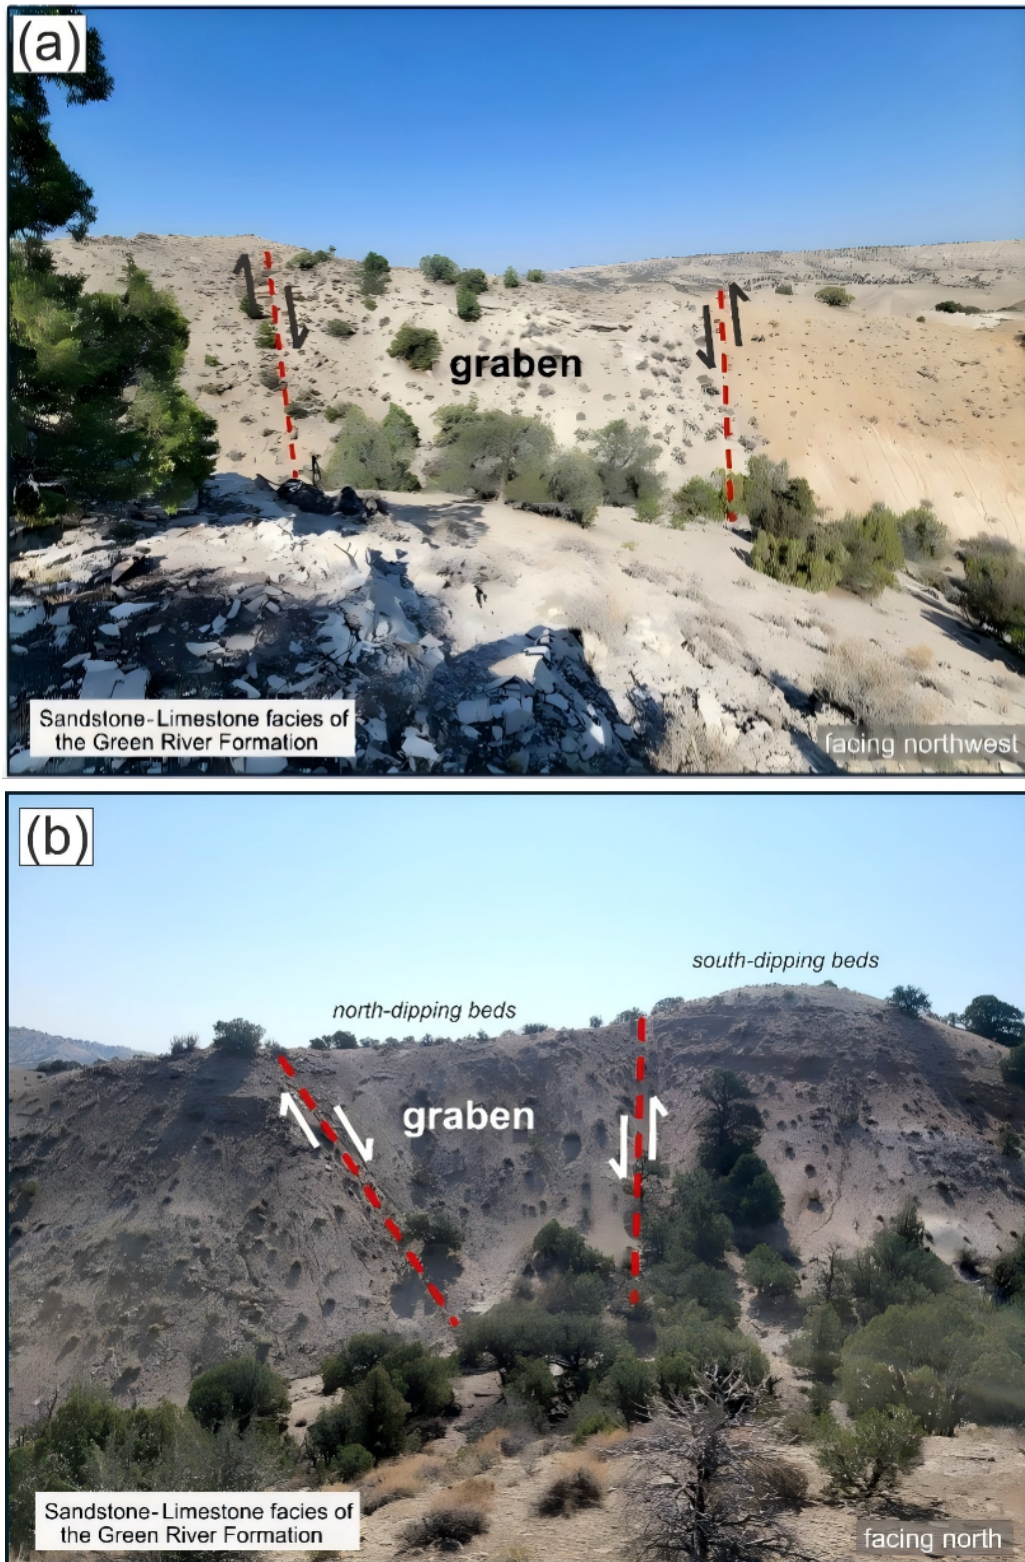 (a)
graben
Sandstone-Limestone facies of
the Green River Formation
facing northwest
(b)
south-dipping beds
north-dipping beds
graben
Sandstone-Limestone facies of
the Green River Formation
facing north